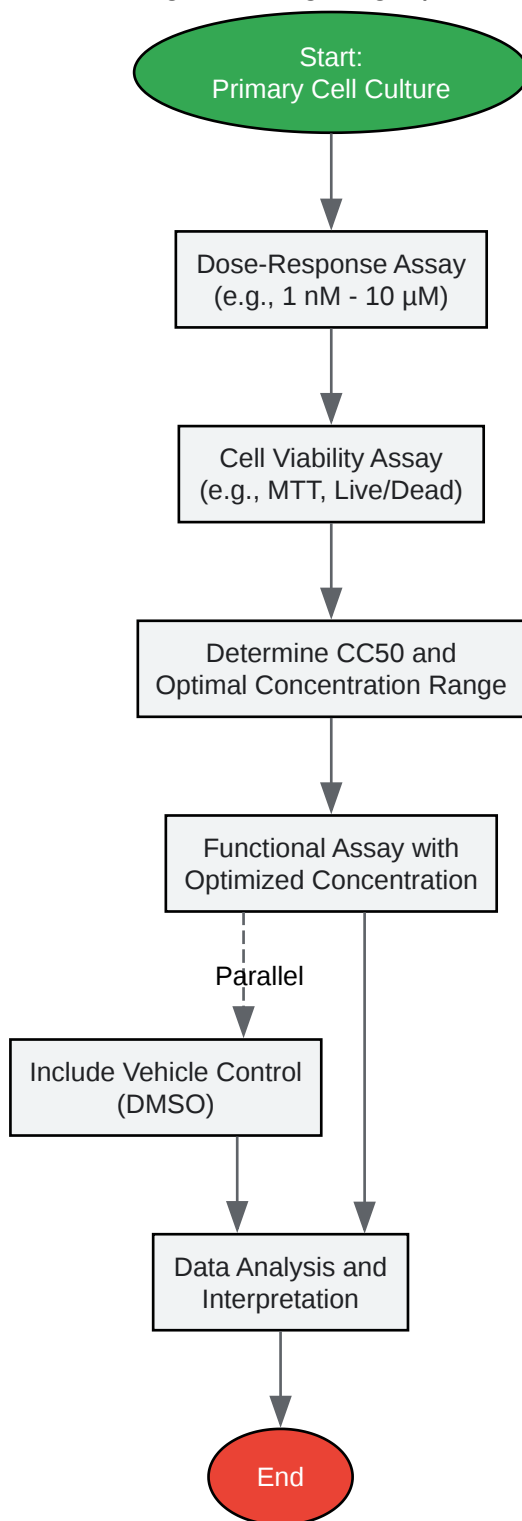 Start:
Primary Cell Culture
Dose-Response Assay
(e.g., 1 nM - 10 µM)
Cell Viability Assay
(e.g., MTT, Live/Dead)
Determine CC50 and
Optimal Concentration Range
Functional Assay with
Optimized Concentration
Parallel
Include Vehicle Control
(DMSO)
Data Analysis and
Interpretation
End